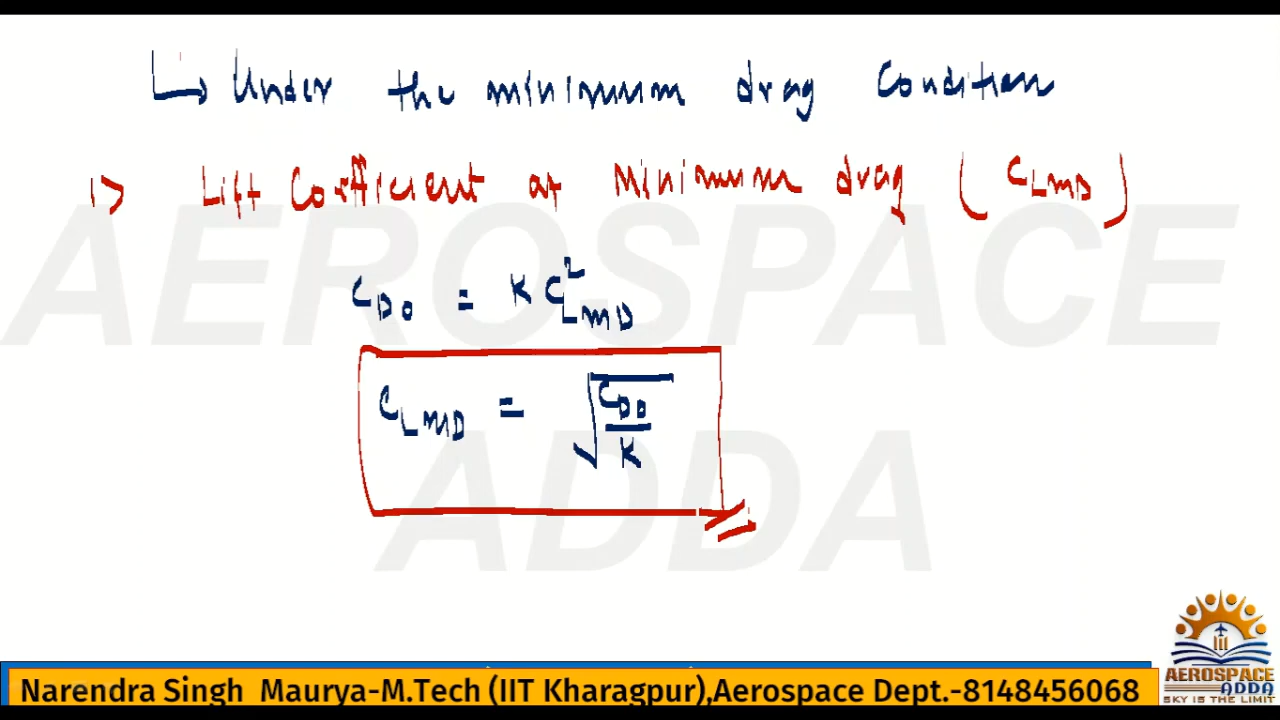 ↳ Under the minimum drag Condition
1> Lift Coefficient at Minimum drag (CLMD)
CD0 = K C²LMD
CLMD = √(CD0/K)
AEROSPACE
ADDA
Narendra Singh Maurya-M.Tech (IIT Kharagpur),Aerospace Dept.-8148456068
AEROSPACE
ADDA
SKY IS THE LIMIT